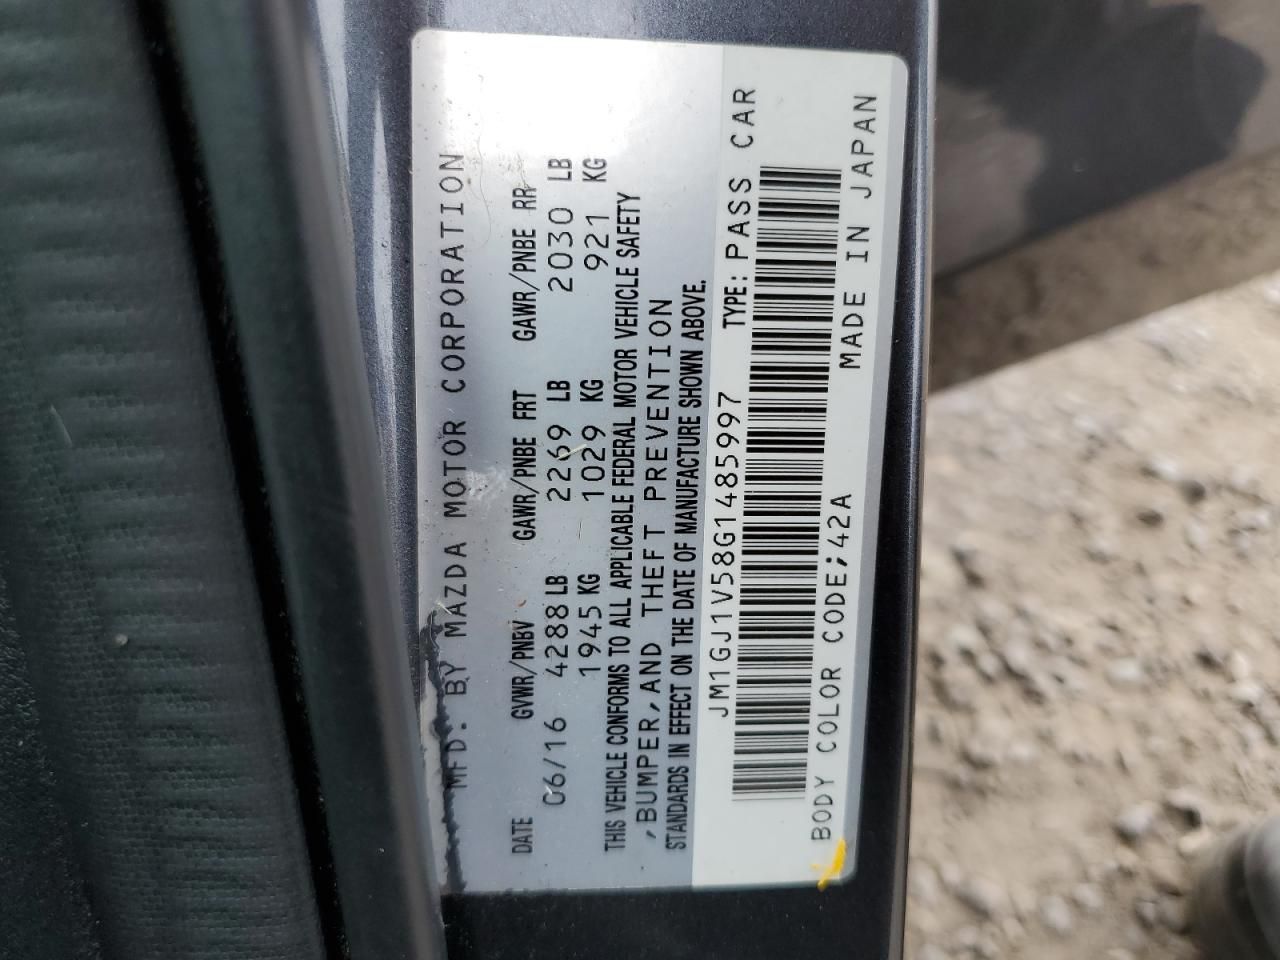 MFD. BY MAZDA MOTOR CORPORATION
DATE GVWR/PNBV GAWR/PNBE FRT GAWR/PNBE RR
06/16 4288 LB 2269 LB 2030 LB
1945 KG 1029 KG 921 KG
THIS VEHICLE CONFORMS TO ALL APPLICABLE FEDERAL MOTOR VEHICLE SAFETY
,BUMPER,AND THEFT PREVENTION
STANDARDS IN EFFECT ON THE DATE OF MANUFACTURE SHOWN ABOVE.
JM1GJ1V58G1485997 TYPE: PASS CAR
BODY COLOR CODE;42A MADE IN JAPAN